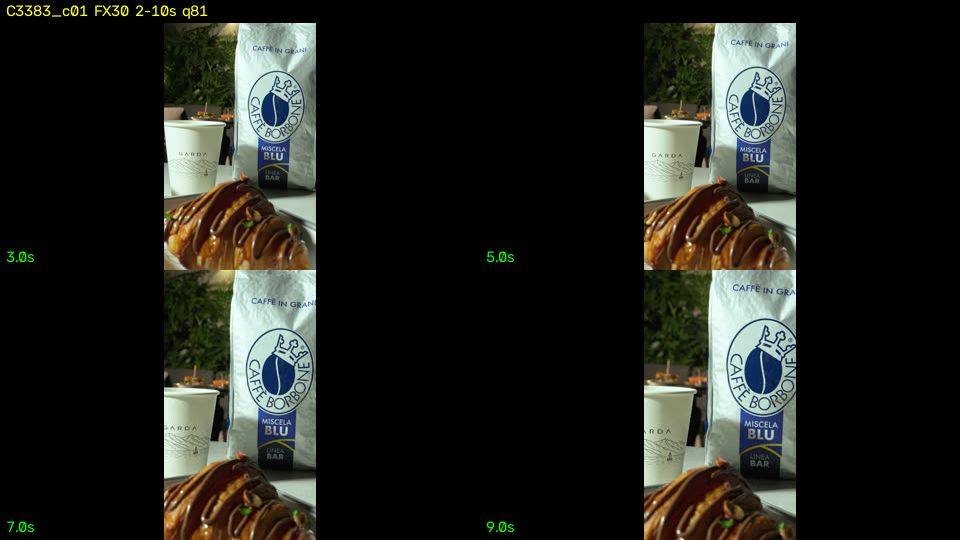 C3383_c01 FX30 2-10s q81
CAFFÈ IN GRANI
CAFFÈ BORBONE
MISCELA
BLU
LINEA
BAR
GARDA
3.0s
CAFFÈ IN GRANI
CAFFÈ BORBONE
MISCELA
BLU
LINEA
BAR
GARDA
5.0s
CAFFÈ IN GRANI
CAFFÈ BORBONE
MISCELA
BLU
LINEA
BAR
GARDA
7.0s
CAFFÈ IN GRA
CAFFÈ BORBONE
MISCELA
BLU
LINEA
BAR
ARDA
9.0s